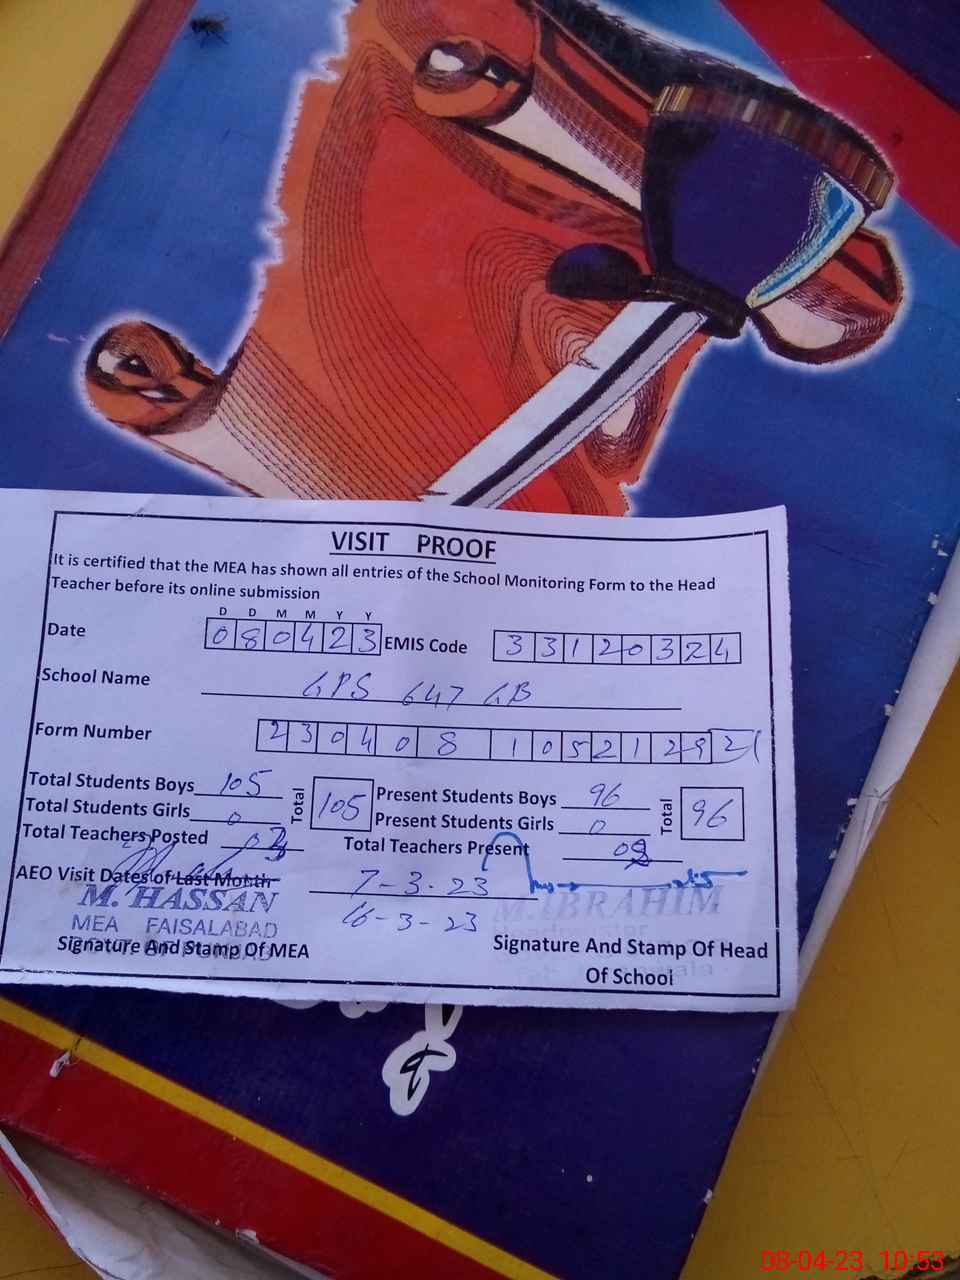 VISIT PROOF
It is certified that the MEA has shown all entries of the School Monitoring Form to the Head
Teacher before its online submission
D D M M Y Y
Date 080423 EMIS Code 33120324
School Name GPS 647 GB
Form Number 230408 105212921
Total Students Boys 105 Total 105 Present Students Boys 96 Total 96
Total Students Girls 0 Present Students Girls 0
Total Teachers Posted Total Teachers Present
AEO Visit Dates of Last Month 7-3-23
16-3-23
M. HASSAN M.IBRAHIM
MEA FAISALABAD Headmaster
GOVT. OF PUNJAB
Signature And Stamp Of MEA Signature And Stamp Of Head
Of School
08-04-23 10:53